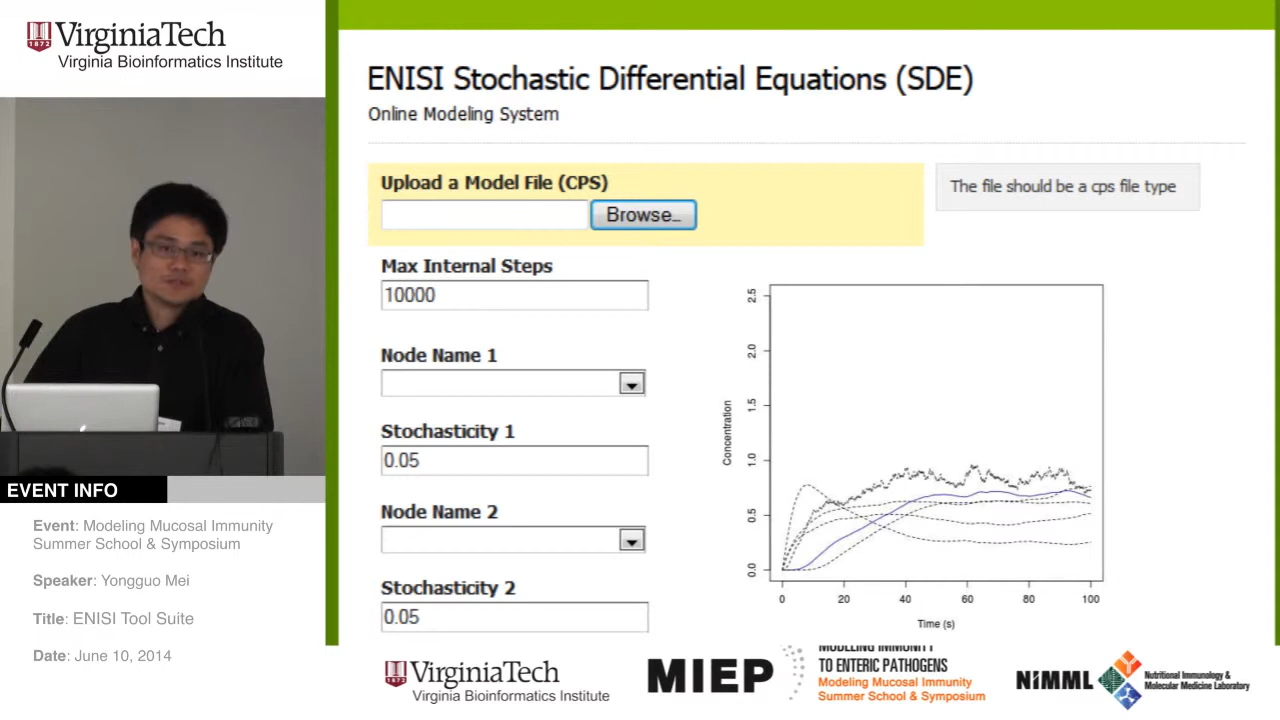 VirginiaTech
1872
Virginia Bioinformatics Institute
EVENT INFO
Event: Modeling Mucosal Immunity
Summer School & Symposium
Speaker: Yongguo Mei
Title: ENISI Tool Suite
Date: June 10, 2014
ENISI Stochastic Differential Equations (SDE)
Online Modeling System
Upload a Model File (CPS)
Browse...
The file should be a cps file type
Max Internal Steps
10000
Node Name 1
Stochasticity 1
0.05
Node Name 2
Stochasticity 2
0.05
Concentration
2.5
2.0
1.5
1.0
0.5
0.0
0 20 40 60 80 100
Time (s)
VirginiaTech
Virginia Bioinformatics Institute
MIEP
MODELING IMMUNITY
TO ENTERIC PATHOGENS
Modeling Mucosal Immunity
Summer School & Symposium
NIMML
Nutritional Immunology &
Molecular Medicine Laboratory